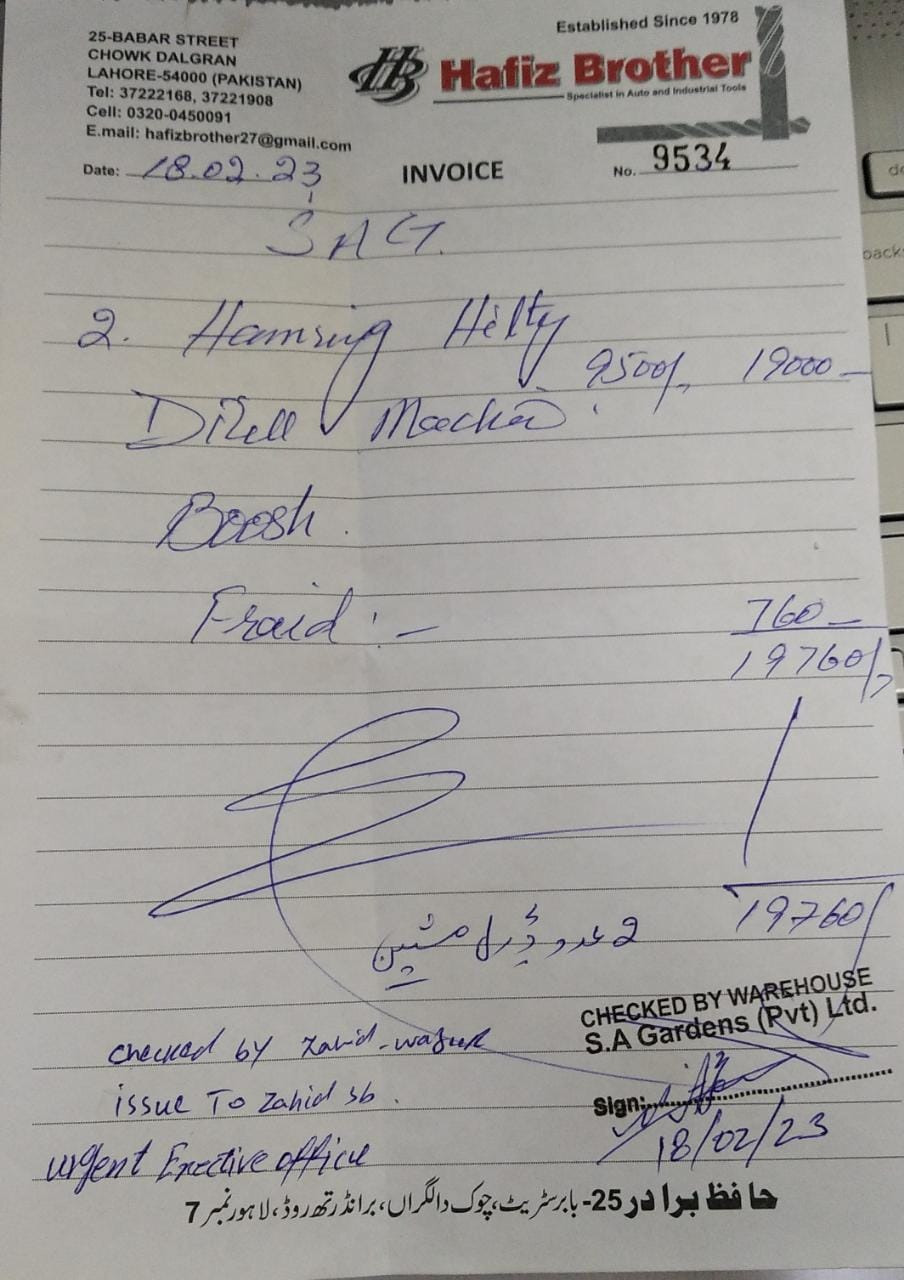 Established Since 1978
25-BABAR STREET
CHOWK DALGRAN
LAHORE-54000 (PAKISTAN)
Tel: 37222168, 37221908
Cell: 0320-0450091
E.mail: hafizbrother27@gmail.com
HB Hafiz Brother
Specialist in Auto and Industrial Tools
Date: 18.02.23 INVOICE No. 9534
S A G.
2. Hamring Hilty
9500/, 19000—
Drell Machin
Boosh
Fraid :— 760—
19760/,
19760/
2 عدد ڈرل مشین
CHECKED BY WAREHOUSE
S.A Gardens (Pvt) Ltd.
checked by Zahid-
issue To Zahid sb.
Sign:
18/02/23
urgent Exective office
حافظ برادر 25- بابر سٹریٹ، چوک دالگراں، برانڈرتھ روڈ، لاہور نمبر 7